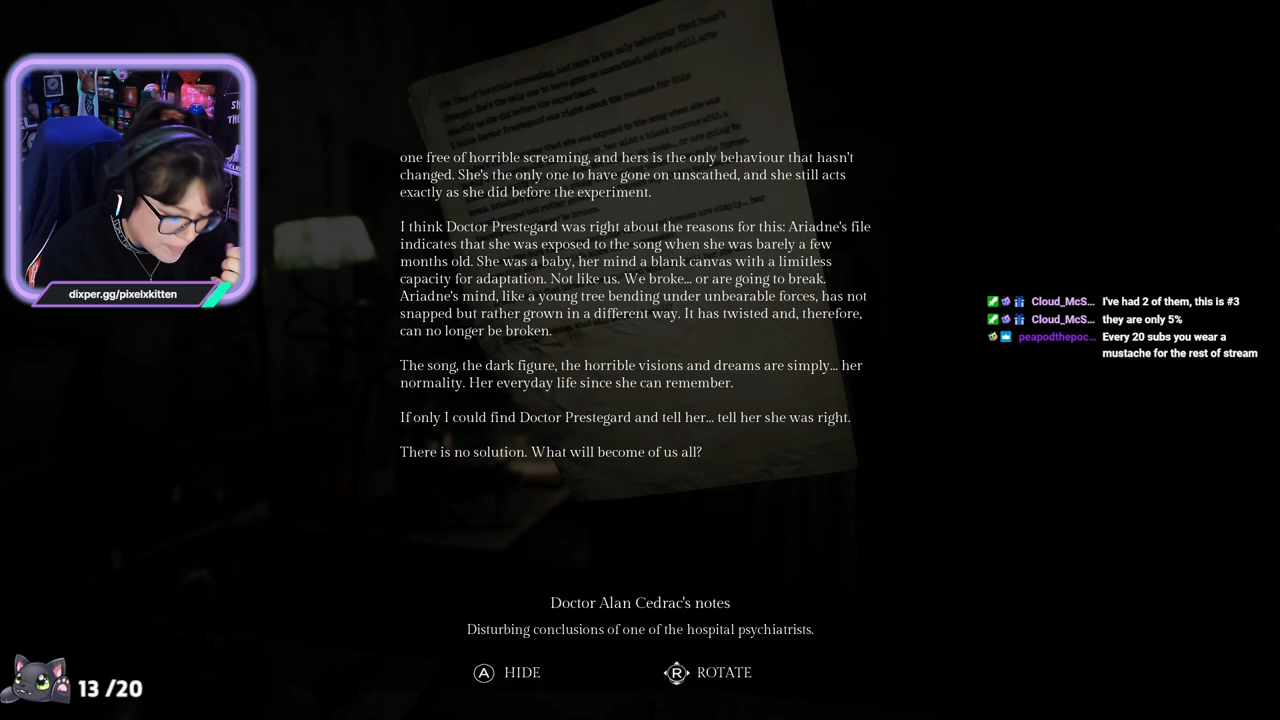 one free of horrible screaming, and hers is the only behaviour that hasn't
changed. She's the only one to have gone on unscathed, and she still acts
exactly as she did before the experiment.
I think Doctor Prestegard was right about the reasons for this: Ariadne's file
indicates that she was exposed to the song when she was barely a few
months old. She was a baby, her mind a blank canvas with a limitless
capacity for adaptation. Not like us. We broke... or are going to break.
Ariadne's mind, like a young tree bending under unbearable forces, has not
snapped but rather grown in a different way. It has twisted and, therefore,
can no longer be broken.
The song, the dark figure, the horrible visions and dreams are simply... her
normality. Her everyday life since she can remember.
If only I could find Doctor Prestegard and tell her... tell her she was right.
There is no solution. What will become of us all?
Doctor Alan Cedrac's notes
Disturbing conclusions of one of the hospital psychiatrists.
A HIDE
R ROTATE
dixper.gg/pixelxkitten
Cloud_McS... I've had 2 of them, this is #3
Cloud_McS... they are only 5%
peapodthepoc... Every 20 subs you wear a
mustache for the rest of stream
13 /20